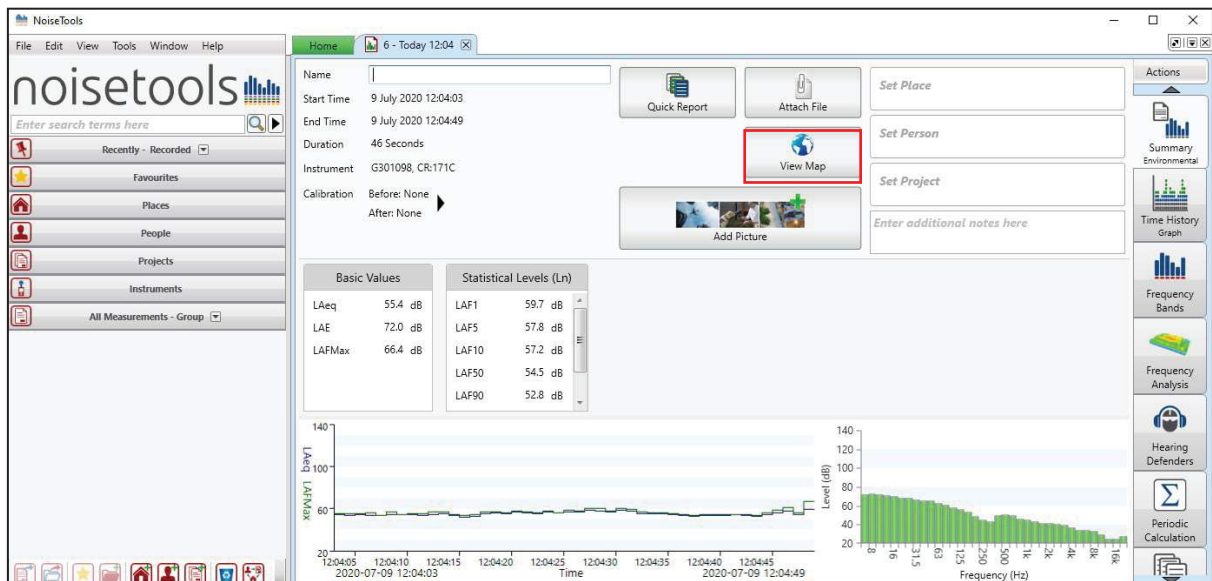 NoiseTools
File Edit View Tools Window Help
noisetools
Enter search terms here
Recently - Recorded
Favourites
Places
People
Projects
Instruments
All Measurements - Group
Home
6 - Today 12:04
Name
Start Time 9 July 2020 12:04:03
End Time 9 July 2020 12:04:49
Duration 46 Seconds
Instrument G301098, CR:171C
Calibration Before: None
After: None
Quick Report
Attach File
View Map
Add Picture
Set Place
Set Person
Set Project
Enter additional notes here
Basic Values
LAeq 55.4 dB
LAE 72.0 dB
LAFMax 66.4 dB
Statistical Levels (Ln)
LAF1 59.7 dB
LAF5 57.8 dB
LAF10 57.2 dB
LAF50 54.5 dB
LAF90 52.8 dB
LAeq
LAFMax
140
100
60
20
12:04:05 12:04:10 12:04:15 12:04:20 12:04:25 12:04:30 12:04:35 12:04:40 12:04:45
2020-07-09 12:04:03 Time 2020-07-09 12:04:49
Level (dB)
140
120
100
80
60
40
20
8 16 31.5 63 125 250 500 1k 2k 4k 8k 16k
Frequency (Hz)
Actions
Summary
Environmental
Time History
Graph
Frequency
Bands
Frequency
Analysis
Hearing
Defenders
Σ
Periodic
Calculation